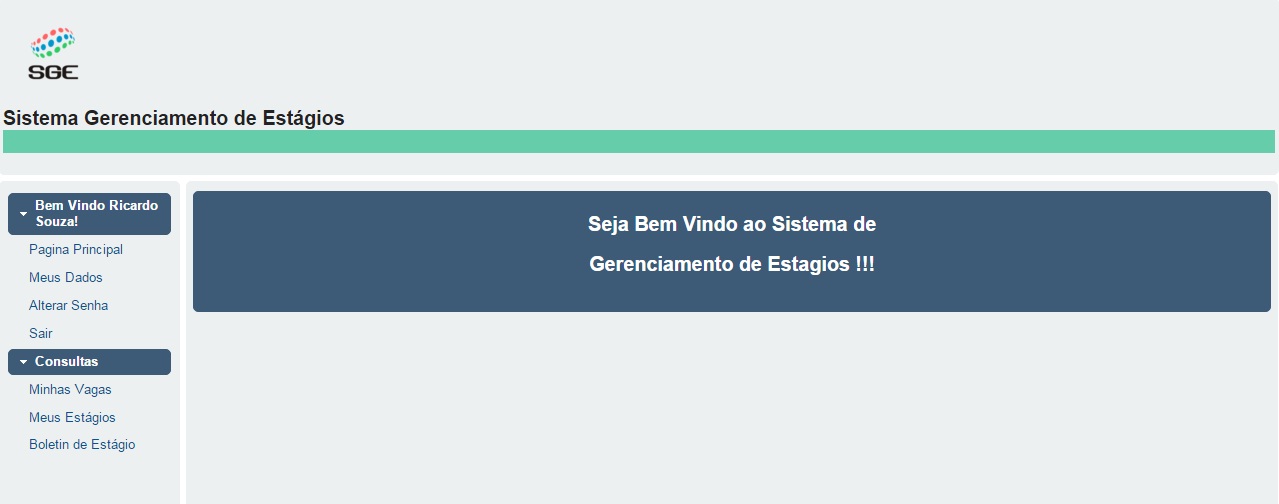 SGE
Sistema Gerenciamento de Estágios
Bem Vindo Ricardo
Souza!
Pagina Principal
Meus Dados
Alterar Senha
Sair
Consultas
Minhas Vagas
Meus Estágios
Boletin de Estágio
Seja Bem Vindo ao Sistema de
Gerenciamento de Estagios !!!